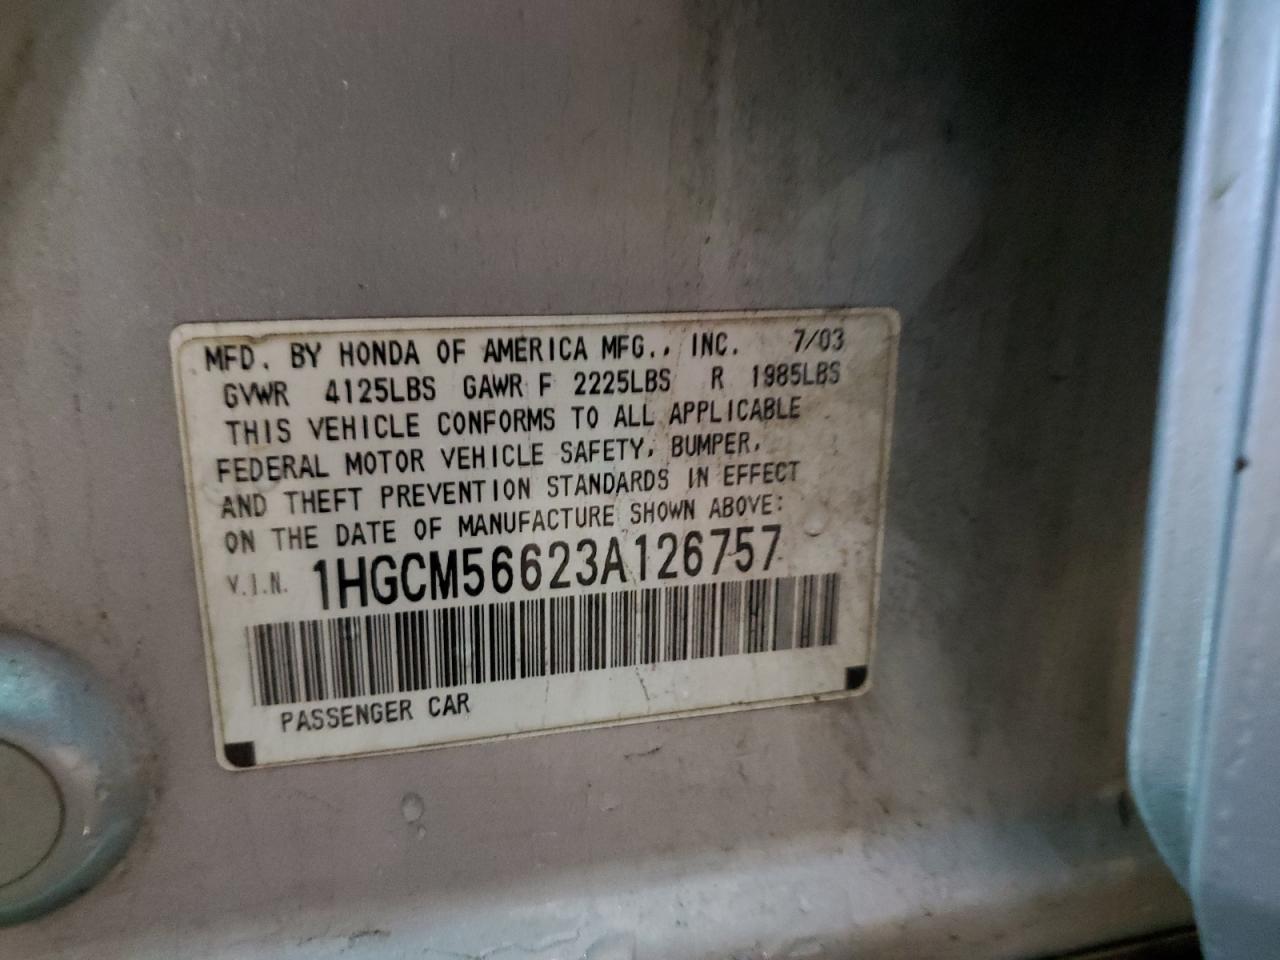 MFD. BY HONDA OF AMERICA MFG., INC. 7/03
GVWR 4125LBS GAWR F 2225LBS R 1985LBS
THIS VEHICLE CONFORMS TO ALL APPLICABLE
FEDERAL MOTOR VEHICLE SAFETY, BUMPER,
AND THEFT PREVENTION STANDARDS IN EFFECT
ON THE DATE OF MANUFACTURE SHOWN ABOVE:
V.I.N. 1HGCM56623A126757
PASSENGER CAR